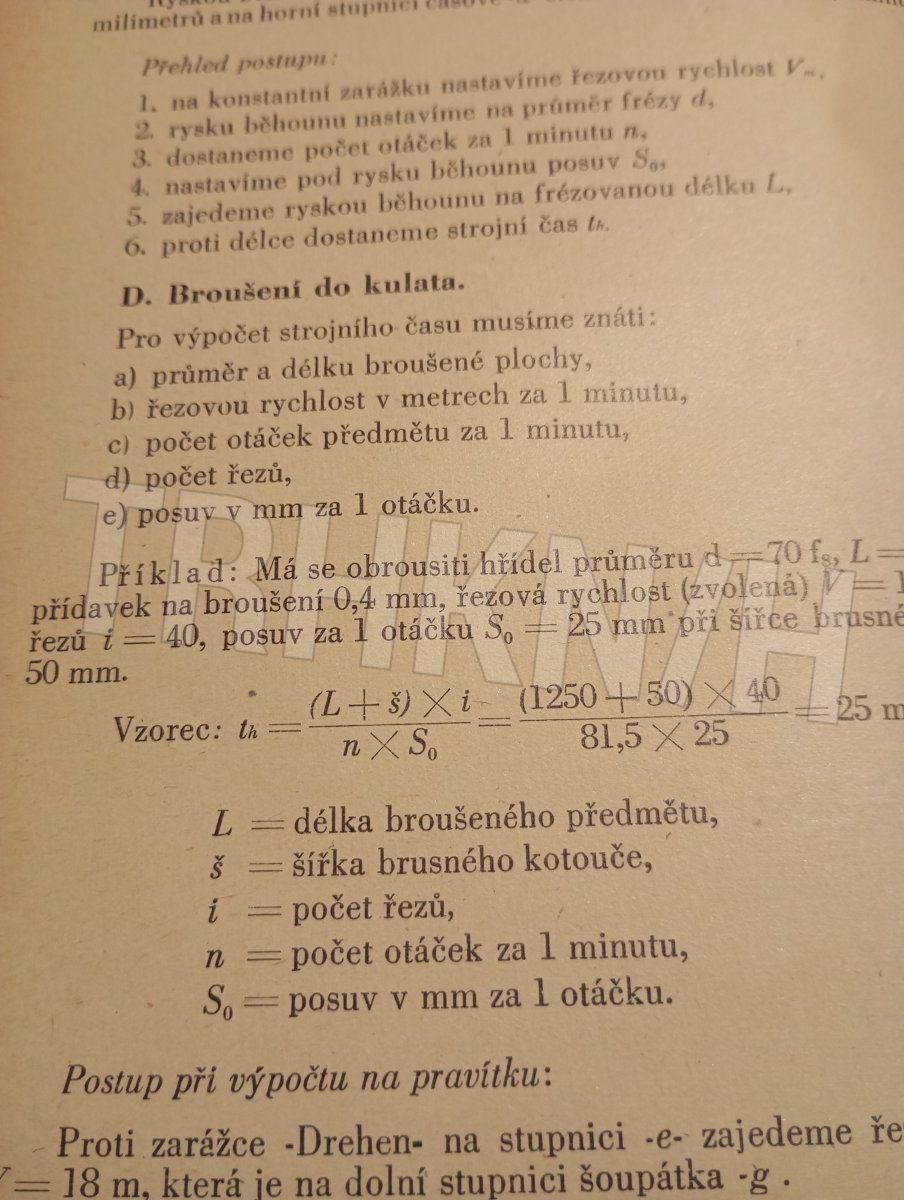 milimetrů a na horní stupnici časové
Přehled postupu:
1. na konstantní zarážku nastavíme řezovou rychlost Vm,
2. rysku běhounu nastavíme na průměr frézy d,
3. dostaneme počet otáček za 1 minutu n,
4. nastavíme pod rysku běhounu posuv S₀,
5. zajedeme ryskou běhounu na frézovanou délku L,
6. proti délce dostaneme strojní čas th.
D. Broušení do kulata.
Pro výpočet strojního času musíme znáti:
a) průměr a délku broušené plochy,
b) řezovou rychlost v metrech za 1 minutu,
c) počet otáček předmětu za 1 minutu,
d) počet řezů,
e) posuv v mm za 1 otáčku.
Příklad: Má se obrousiti hřídel průměru d = 70 f₈, L =
přídavek na broušení 0,4 mm, řezová rychlost (zvolená) V = 1
řezů i = 40, posuv za 1 otáčku S₀ = 25 mm při šířce brusné
50 mm.
Vzorec: th = (L + š) × i / n × S₀ = (1250 + 50) × 40 / 81,5 × 25 = 25 m
L = délka broušeného předmětu,
š = šířka brusného kotouče,
i = počet řezů,
n = počet otáček za 1 minutu,
S₀ = posuv v mm za 1 otáčku.
Postup při výpočtu na pravítku:
Proti zarážce -Drehen- na stupnici -e- zajedeme ře
V = 18 m, která je na dolní stupnici šoupátka -g .
TRHKNIH